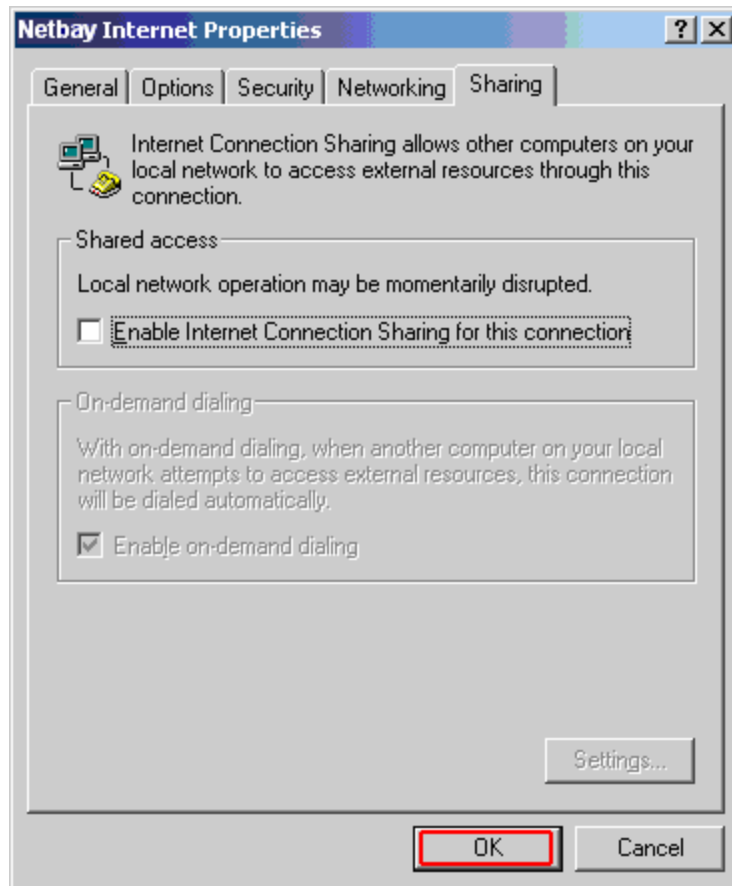 Netbay Internet Properties
General
Options
Security
Networking
Sharing
Internet Connection Sharing allows other computers on your
local network to access external resources through this
connection.
Shared access
Local network operation may be momentarily disrupted.
Enable Internet Connection Sharing for this connection
On-demand dialing
With on-demand dialing, when another computer on your local
network attempts to access external resources, this connection
will be dialed automatically.
Enable on-demand dialing
Settings...
OK
Cancel